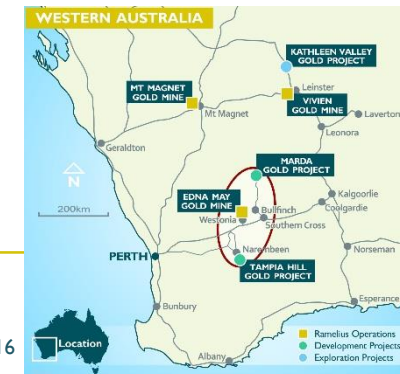 WESTERN AUSTRALIA
KATHLEEN VALLEY
GOLD PROJECT
MT MAGNET
GOLD MINE
Leinster
Mt Magnet
VIVIEN
GOLD MINE
Laverton
Leonora
Geraldton
MARDA
GOLD PROJECT
N
EDNA MAY
GOLD MINE
Kalgoorlie
200km
Bullfinch
Coolgardie
Westonia
Southern Cross
PERTH
Narembeen
Norseman
TAMPIA HILL
GOLD PROJECT
Bunbury
Esperance
16
Location
Ramelius Operations
Development Projects
Exploration Projects
Albany